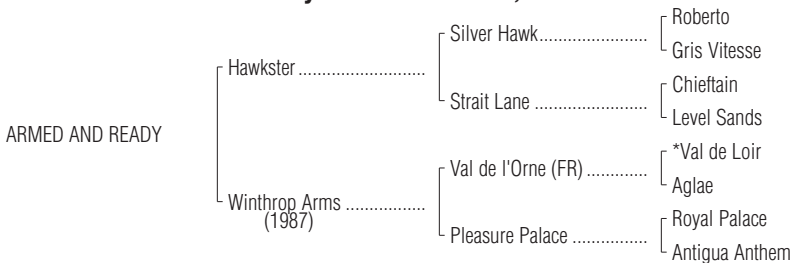 Roberto
Silver Hawk......................
Gris Vitesse
Hawkster ..........................
Chieftain
Strait Lane .......................
Level Sands
ARMED AND READY
*Val de Loir
Val de l'Orne (FR) .............
Aglae
Winthrop Arms .................
(1987)
Royal Palace
Pleasure Palace ................
Antigua Anthem